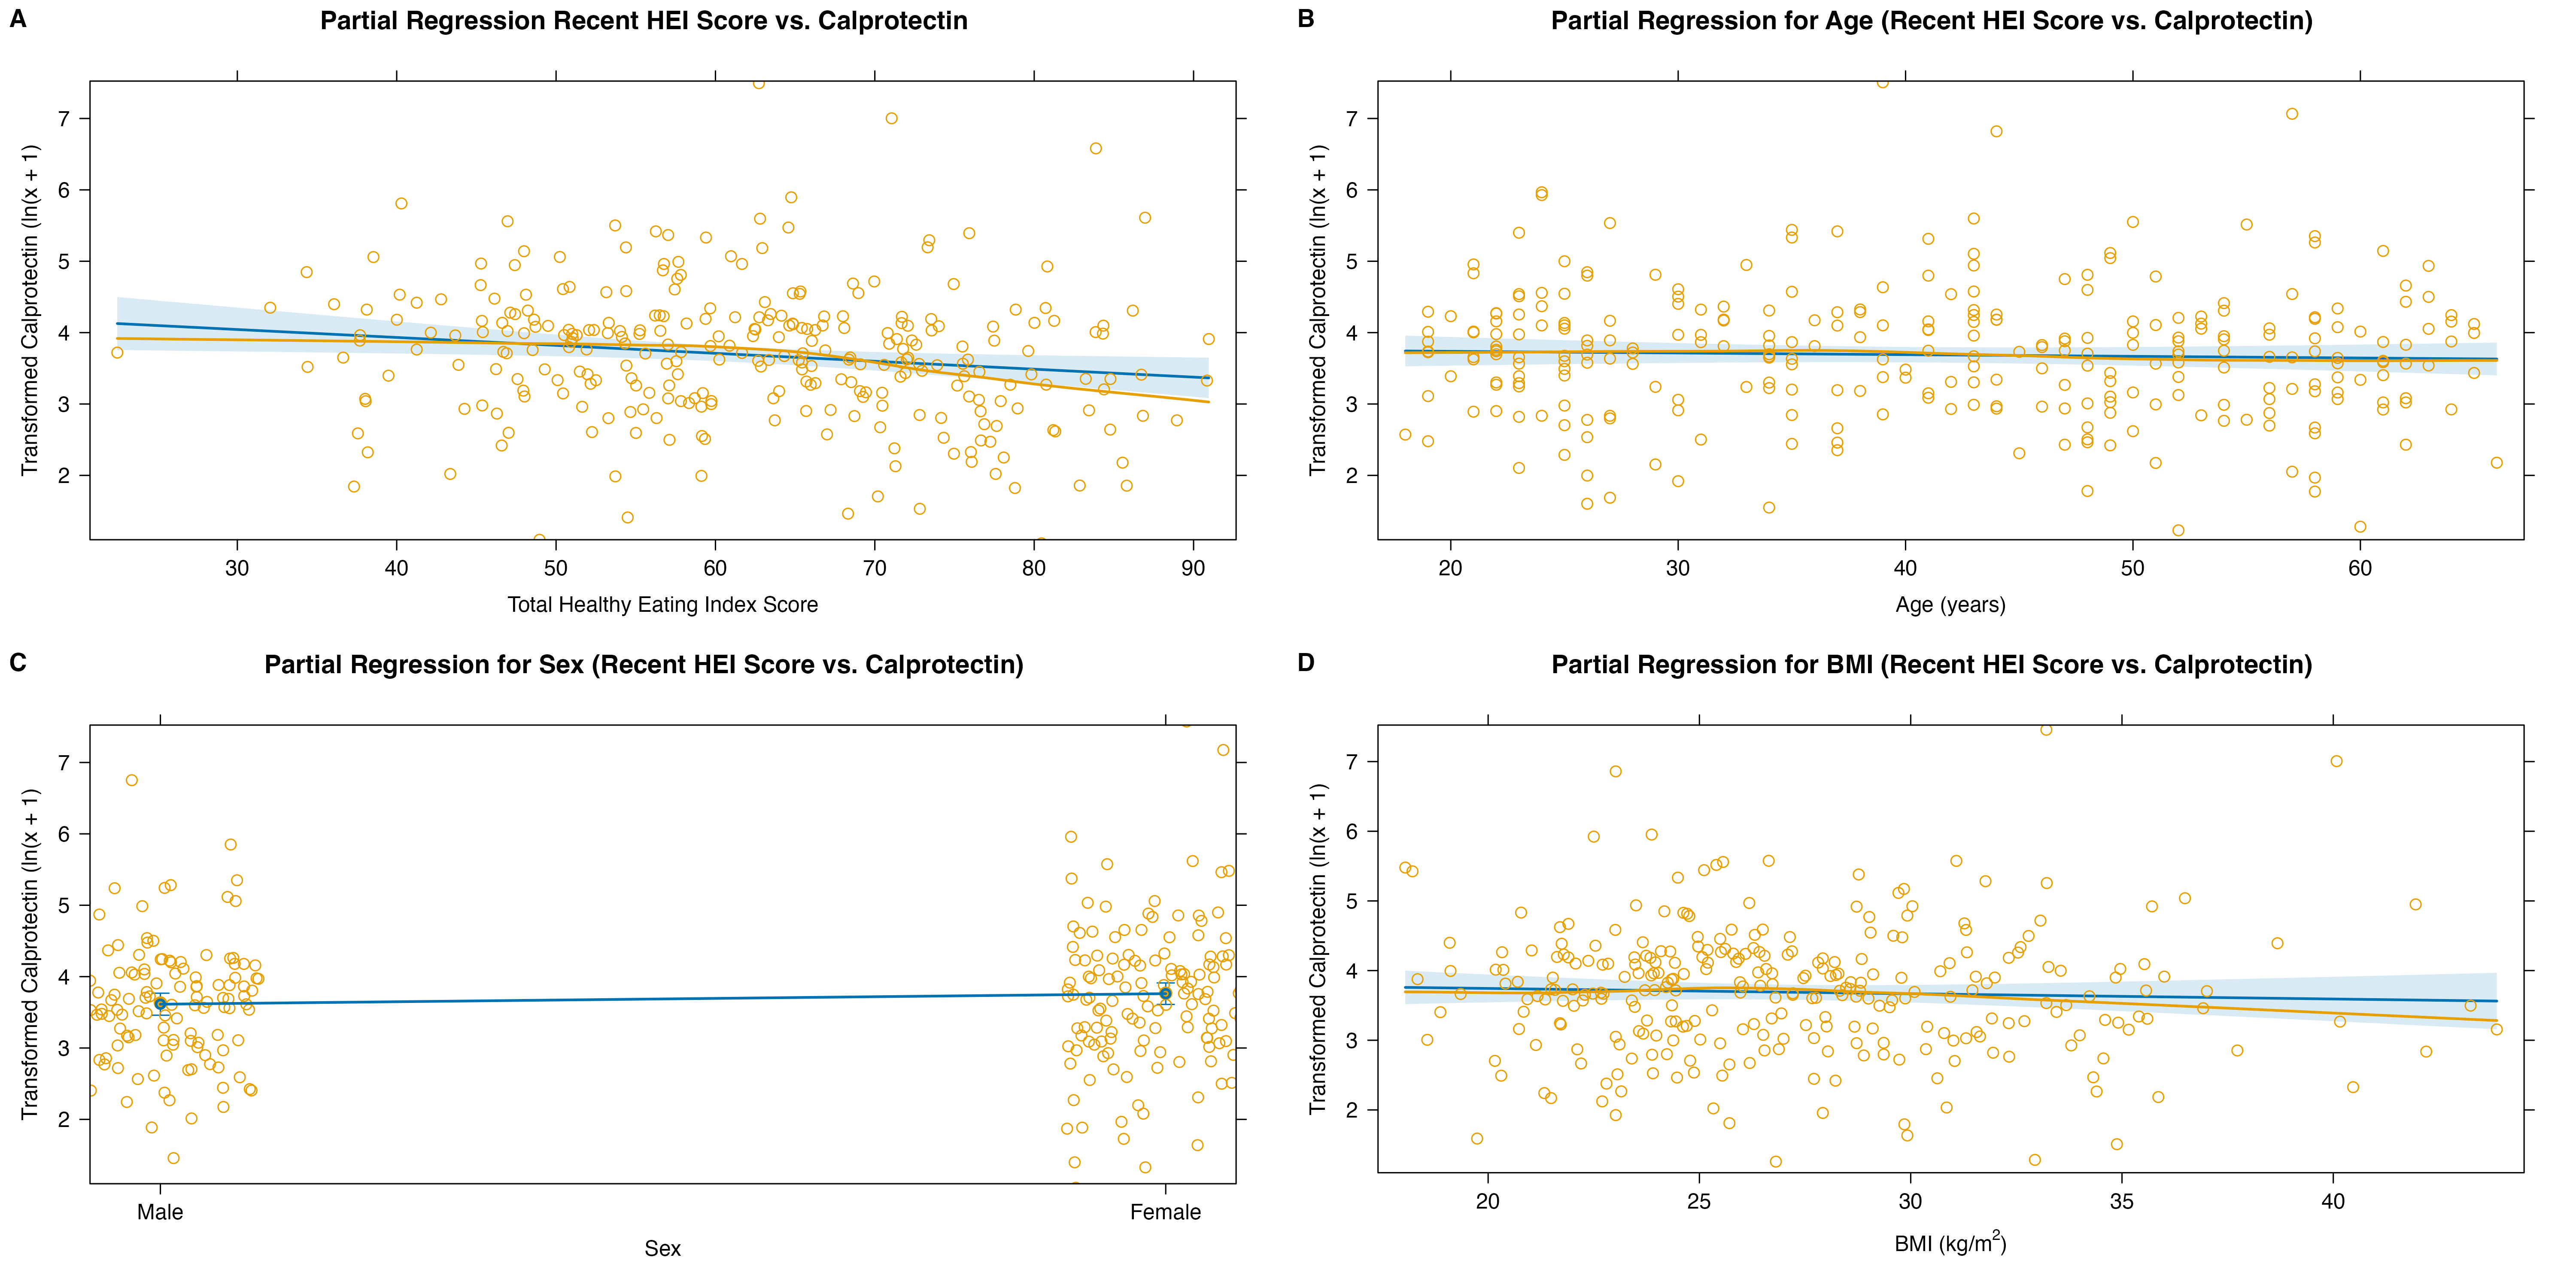 A
Partial Regression Recent HEI Score vs. Calprotectin
Transformed Calprotectin (ln(x + 1)
7
6
5
4
3
2
30 40 50 60 70 80 90
Total Healthy Eating Index Score
B
Partial Regression for Age (Recent HEI Score vs. Calprotectin)
Transformed Calprotectin (ln(x + 1)
7
6
5
4
3
2
20 30 40 50 60
Age (years)
C
Partial Regression for Sex (Recent HEI Score vs. Calprotectin)
Transformed Calprotectin (ln(x + 1)
7
6
5
4
3
2
Male Female
Sex
D
Partial Regression for BMI (Recent HEI Score vs. Calprotectin)
Transformed Calprotectin (ln(x + 1)
7
6
5
4
3
2
20 25 30 35 40
BMI (kg/m²)